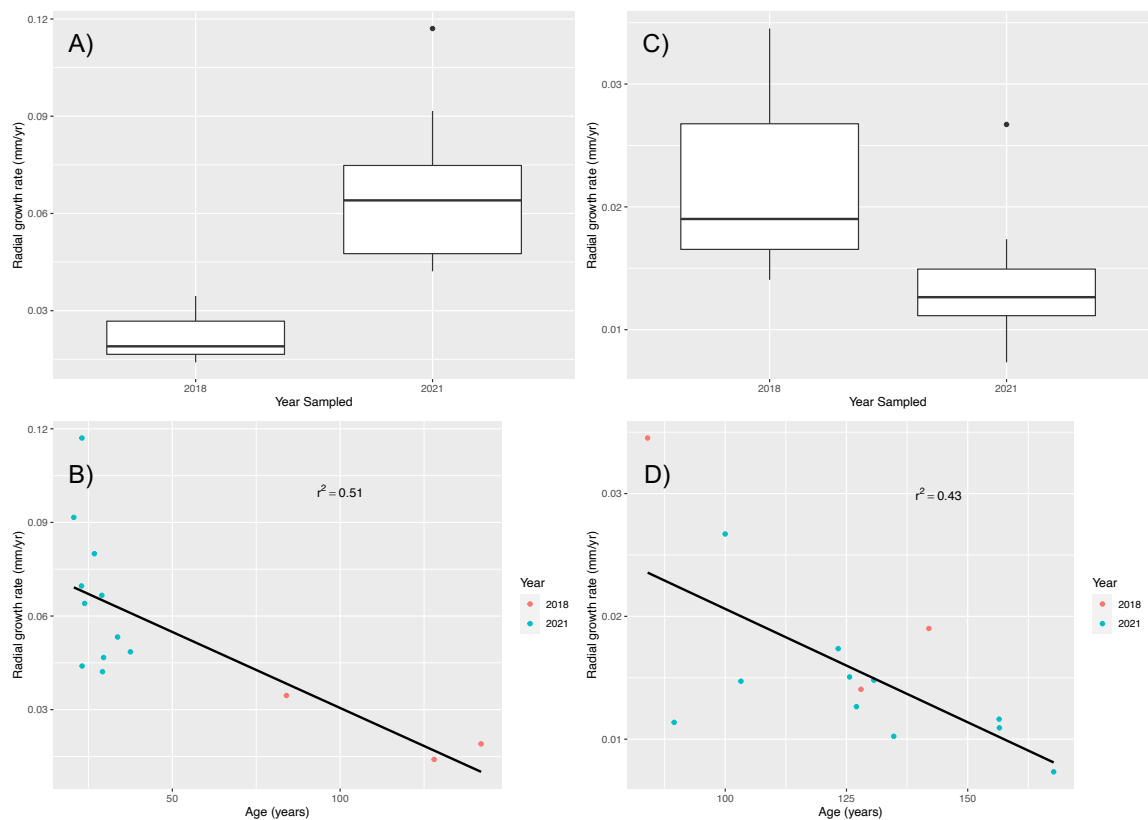 A)
Radial growth rate (mm/yr)
0.12
0.09
0.06
0.03
2018
2021
Year Sampled
C)
Radial growth rate (mm/yr)
0.03
0.02
0.01
2018
2021
Year Sampled
B)
r² = 0.51
Radial growth rate (mm/yr)
0.12
0.09
0.06
0.03
50
100
Age (years)
Year
2018
2021
D)
r² = 0.43
Radial growth rate (mm/yr)
0.03
0.02
0.01
100
125
150
Age (years)
Year
2018
2021